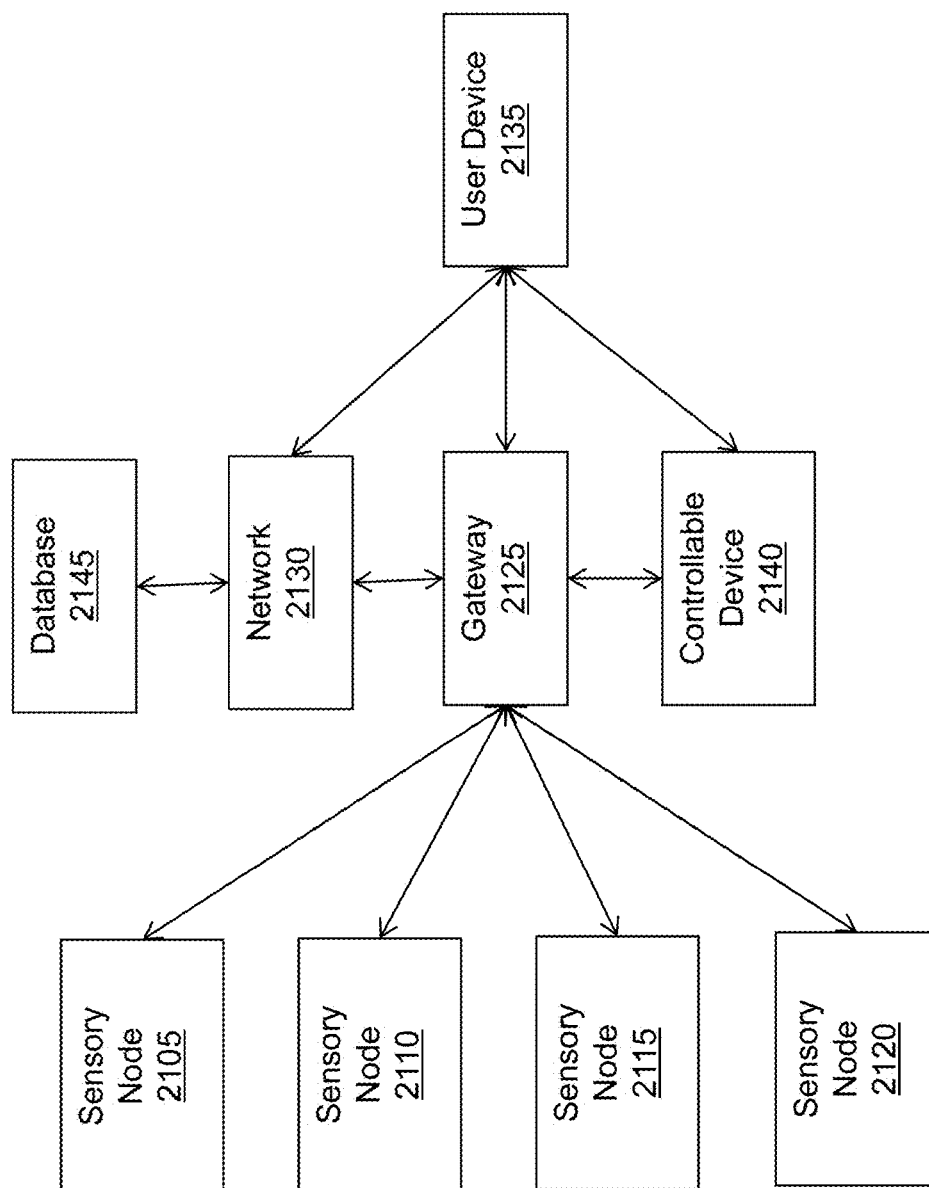 Sensory
Node
2105
Sensory
Node
2110
Sensory
Node
2115
Sensory
Node
2120
Database
2145
Network
2130
Gateway
2125
Controllable
Device
2140
User Device
2135